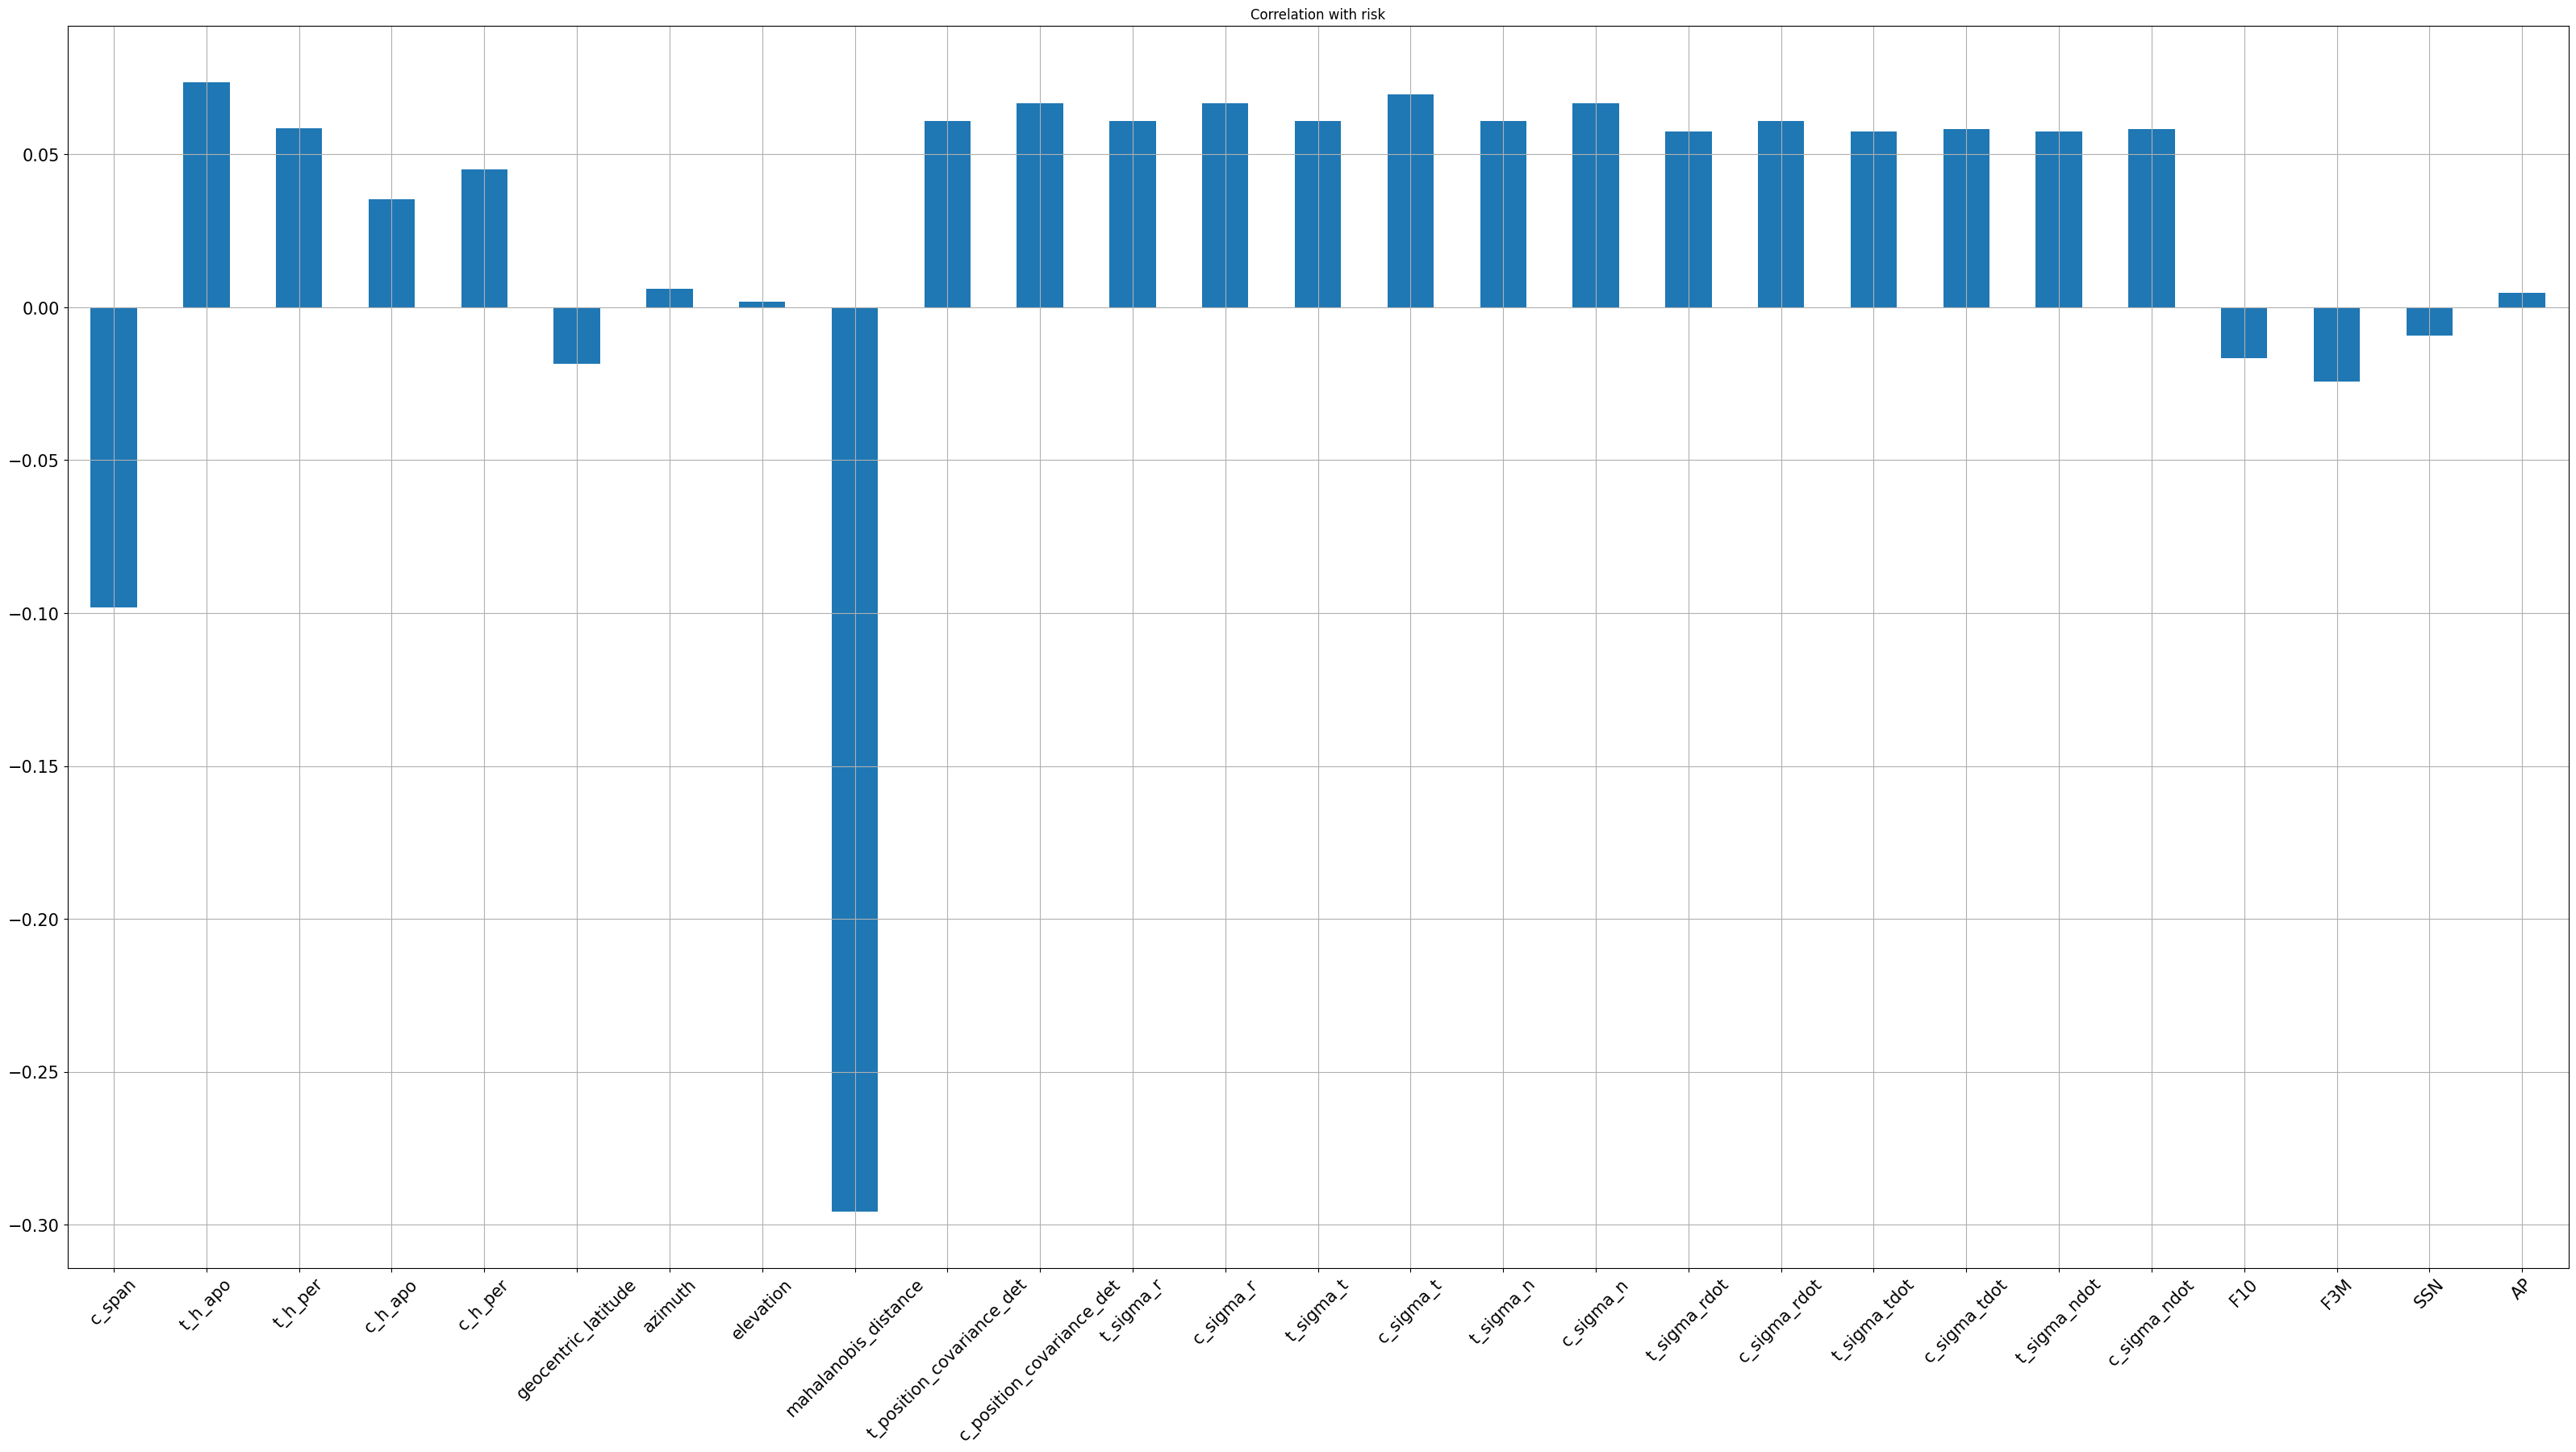 Correlation with risk
0.05
0.00
−0.05
−0.10
−0.15
−0.20
−0.25
−0.30
c_span
t_h_apo
t_h_per
c_h_apo
c_h_per
geocentric_latitude
azimuth
elevation
mahalanobis_distance
t_position_covariance_det
c_position_covariance_det
t_sigma_r
c_sigma_r
t_sigma_t
c_sigma_t
t_sigma_n
c_sigma_n
t_sigma_rdot
c_sigma_rdot
t_sigma_tdot
c_sigma_tdot
t_sigma_ndot
c_sigma_ndot
F10
F3M
SSN
AP